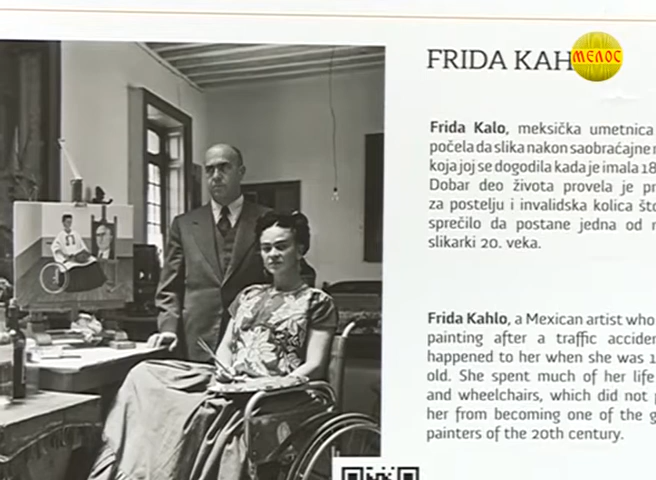 FRIDA KAH
МЕЛОС
Frida Kalo, meksička umetnica
počela da slika nakon saobraćajne
koja joj se dogodila kada je imala 18
Dobar deo života provela je
za postelju i invalidska kolica što
sprečilo da postane jedna od
slikarki 20. veka.
Frida Kahlo, a Mexican artist who
painting after a traffic
happened to her when she was
old. She spent much of her life
and wheelchairs, which did not
her from becoming one of the
painters of the 20th century.